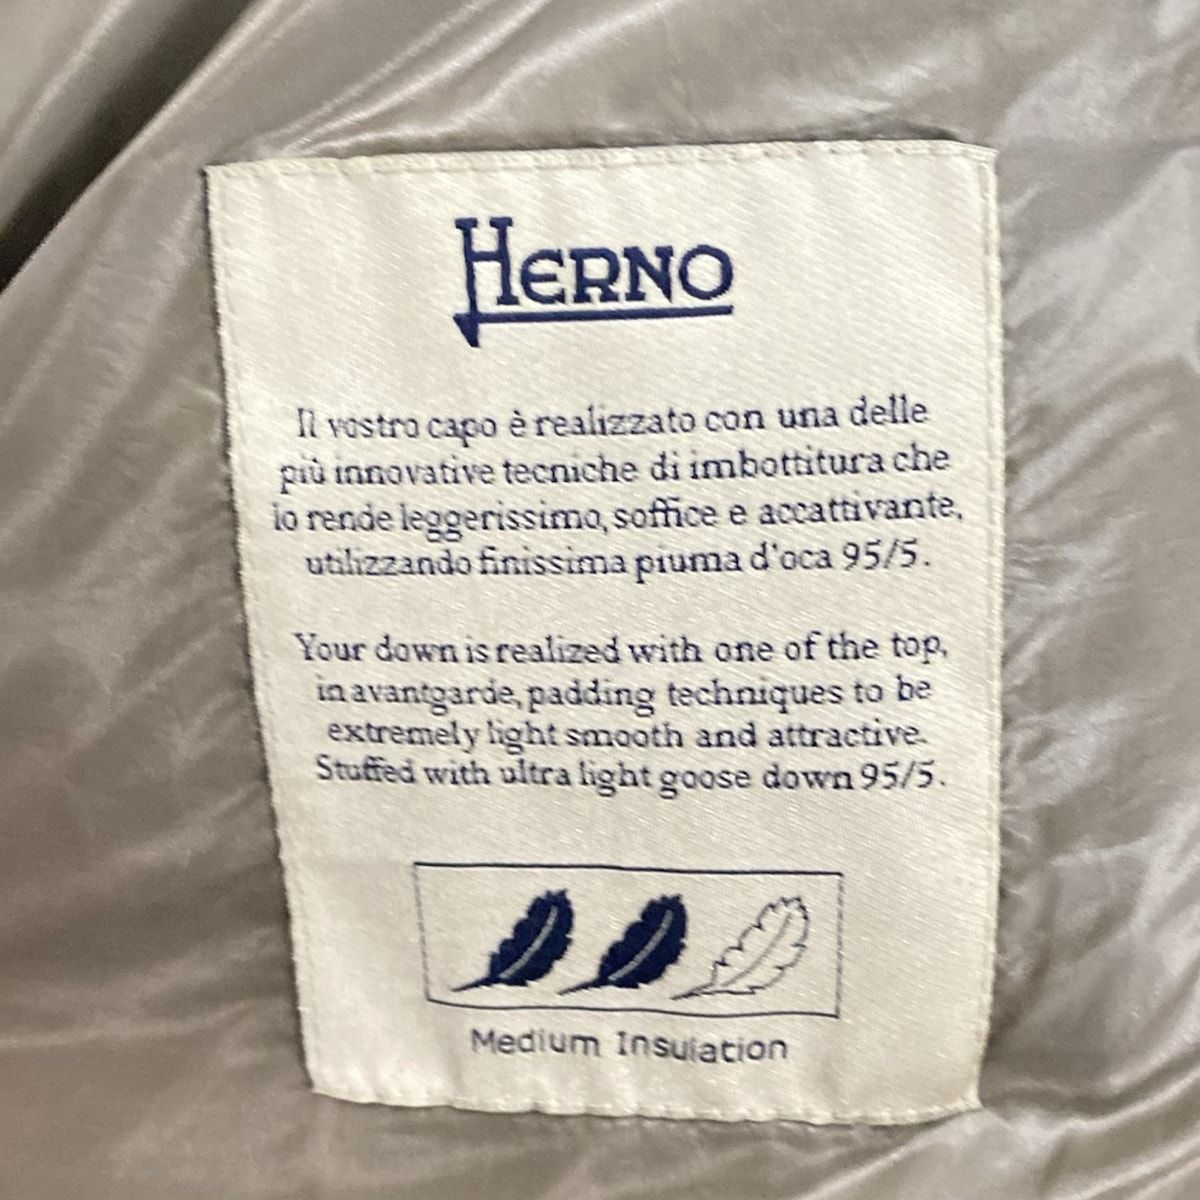 HERNO
Il vostro capo è realizzato con una delle
più innovative tecniche di imbottitura che
lo rende leggerissimo, soffice e accattivante,
utilizzando finissima piuma d'oca 95/5.
Your down is realized with one of the top,
in avantgarde, padding techniques to be
extremely light smooth and attractive.
Stuffed with ultra light goose down 95/5.
Medium Insulation